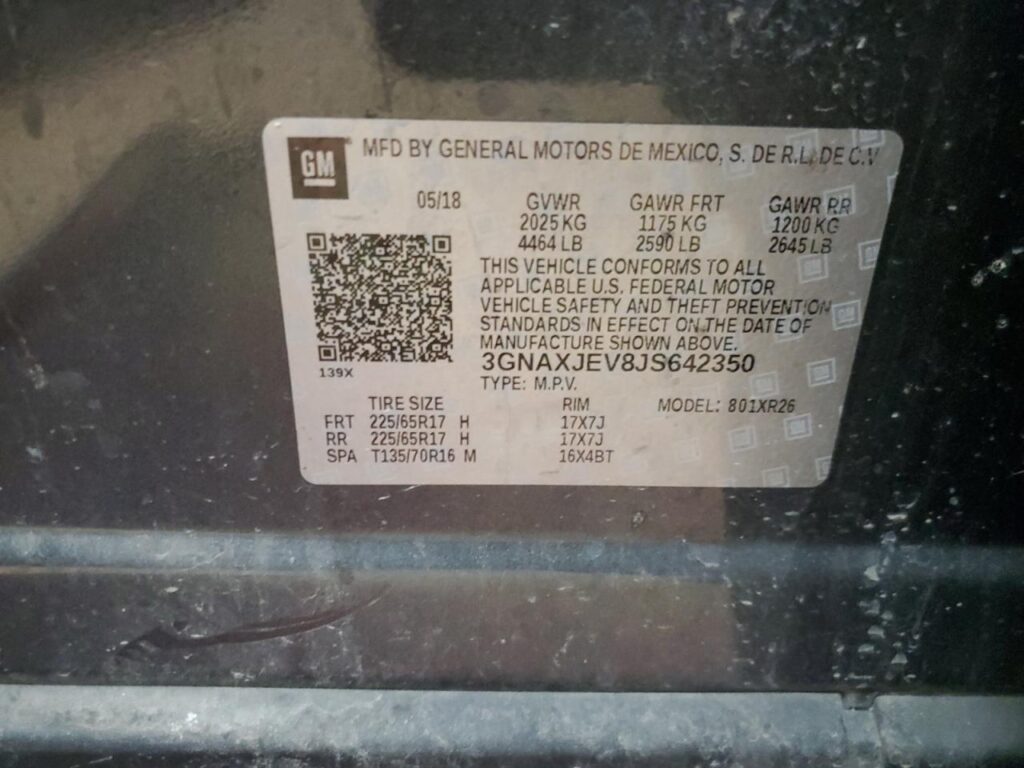 GM
MFD BY GENERAL MOTORS DE MEXICO, S. DE R.L. DE C.V
05/18 GVWR GAWR FRT GAWR RR
2025 KG 1175 KG 1200 KG
4464 LB 2590 LB 2645 LB
THIS VEHICLE CONFORMS TO ALL
APPLICABLE U.S. FEDERAL MOTOR
VEHICLE SAFETY AND THEFT PREVENTION
STANDARDS IN EFFECT ON THE DATE OF
MANUFACTURE SHOWN ABOVE.
3GNAXJEV8JS642350
139X
TYPE: M.P.V.
TIRE SIZE RIM MODEL: 801XR26
FRT 225/65R17 H 17X7J
RR 225/65R17 H 17X7J
SPA T135/70R16 M 16X4BT